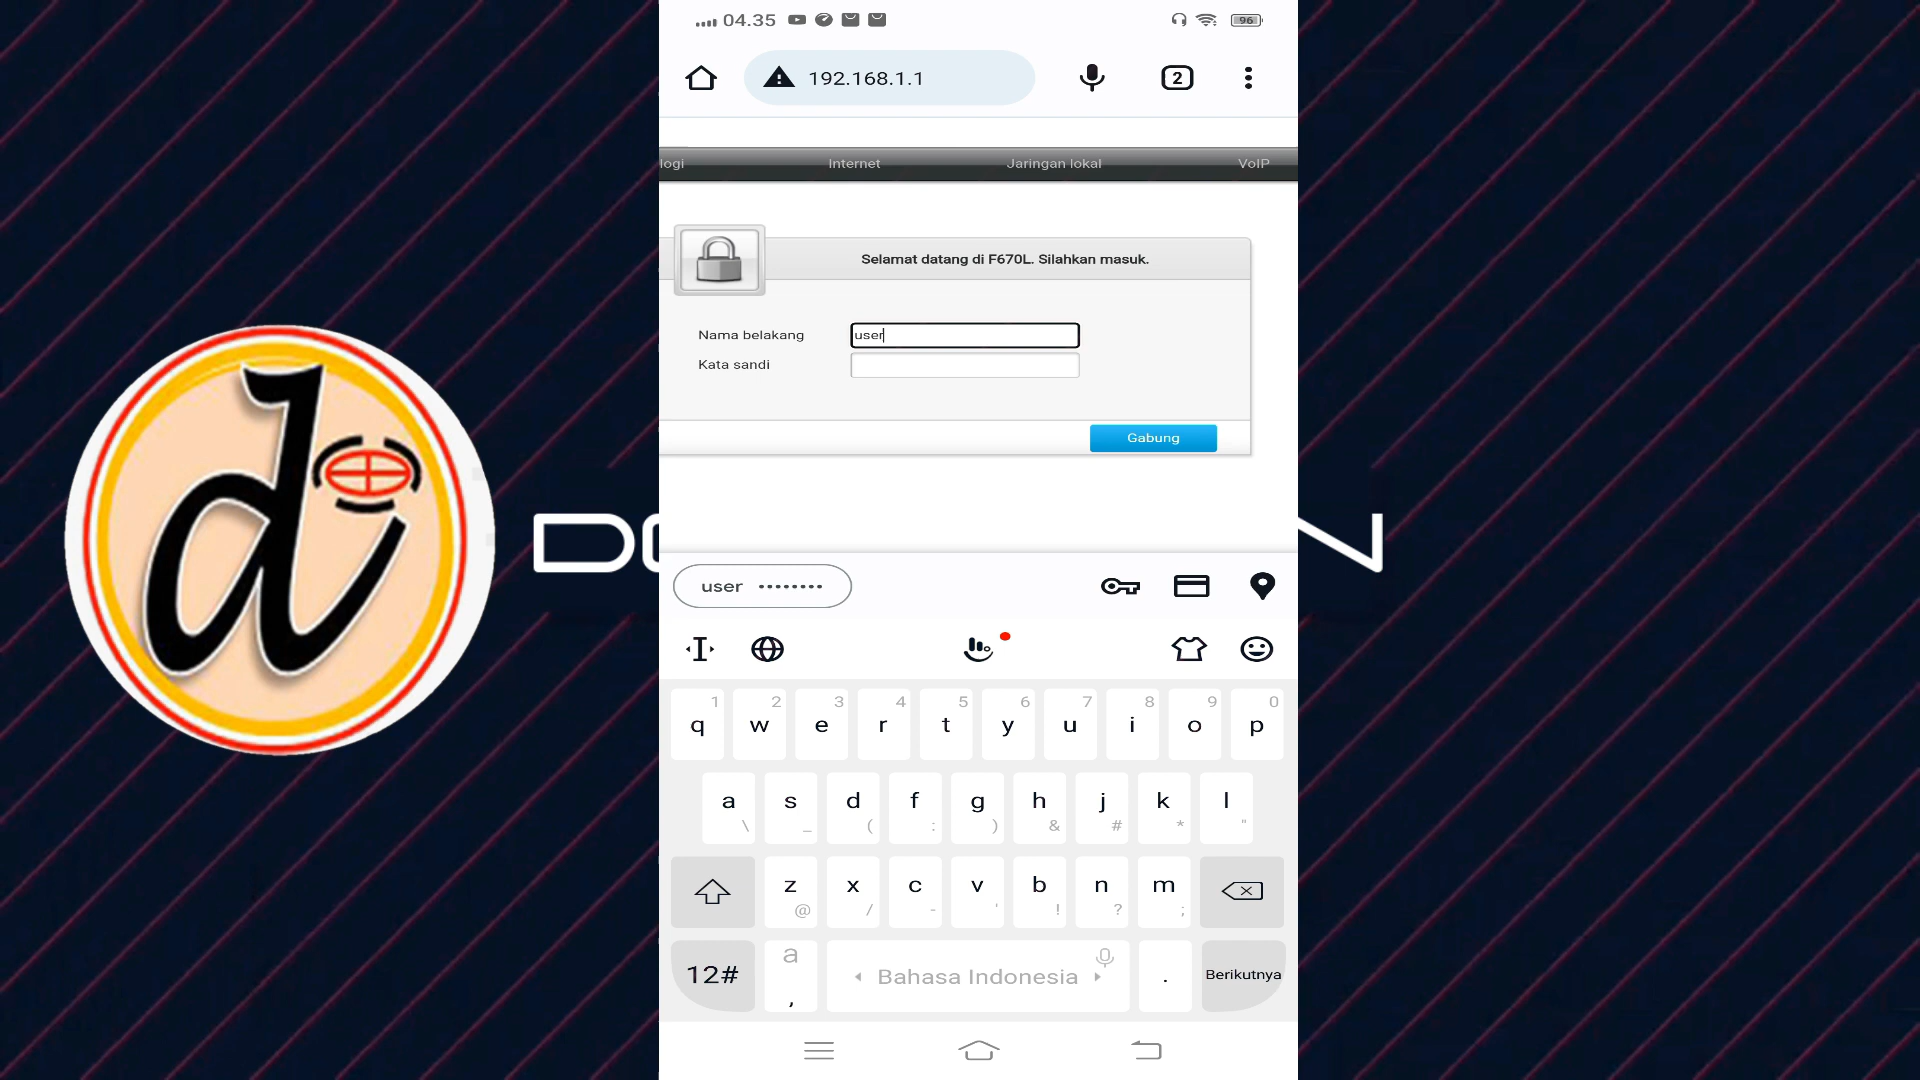 04.35
96
192.168.1.1
2
logi Internet Jaringan lokal VoIP
Selamat datang di F670L. Silahkan masuk.
Nama belakang user
Kata sandi
Gabung
D
N
user ••••••••
1 2 3 4 5 6 7 8 9 0
q w e r t y u i o p
a s d f g h j k l
\ _ ( : ) & # * "
z x c v b n m
@ / - ' ! ? ;
12# a , Bahasa Indonesia . Berikutnya